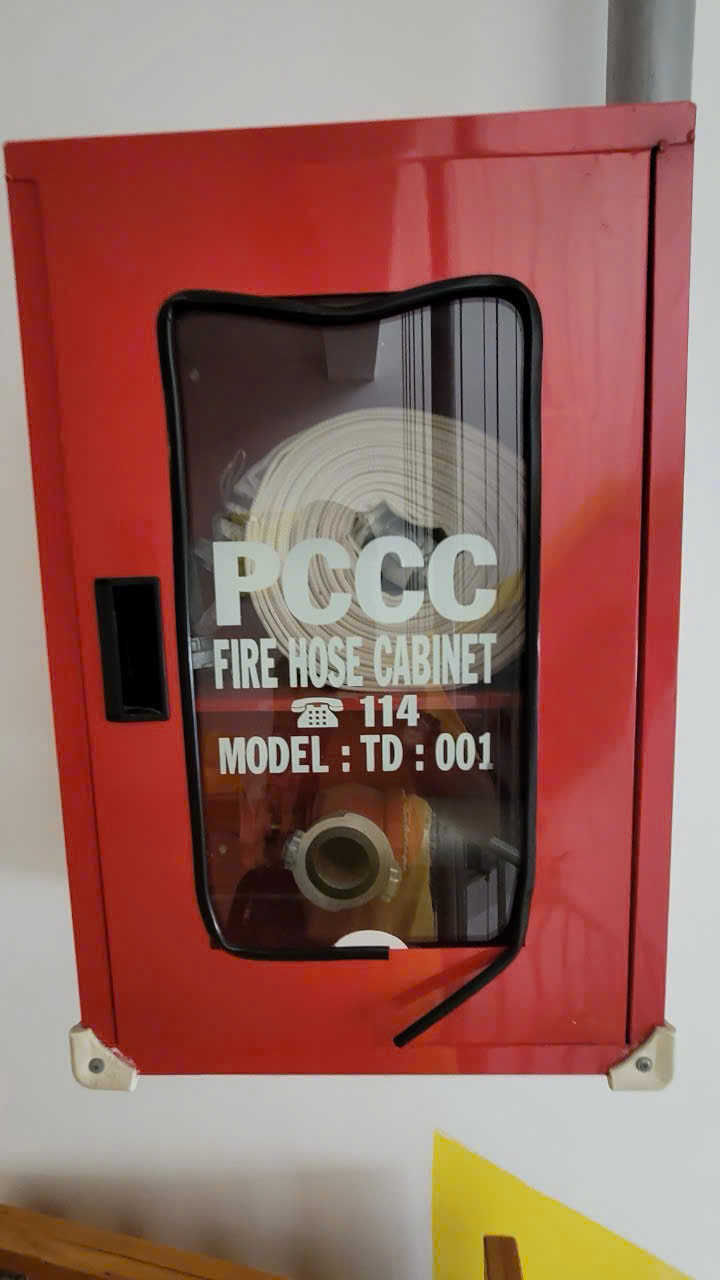 PCCC
FIRE HOSE CABINET
☎ 114
MODEL : TD : 001